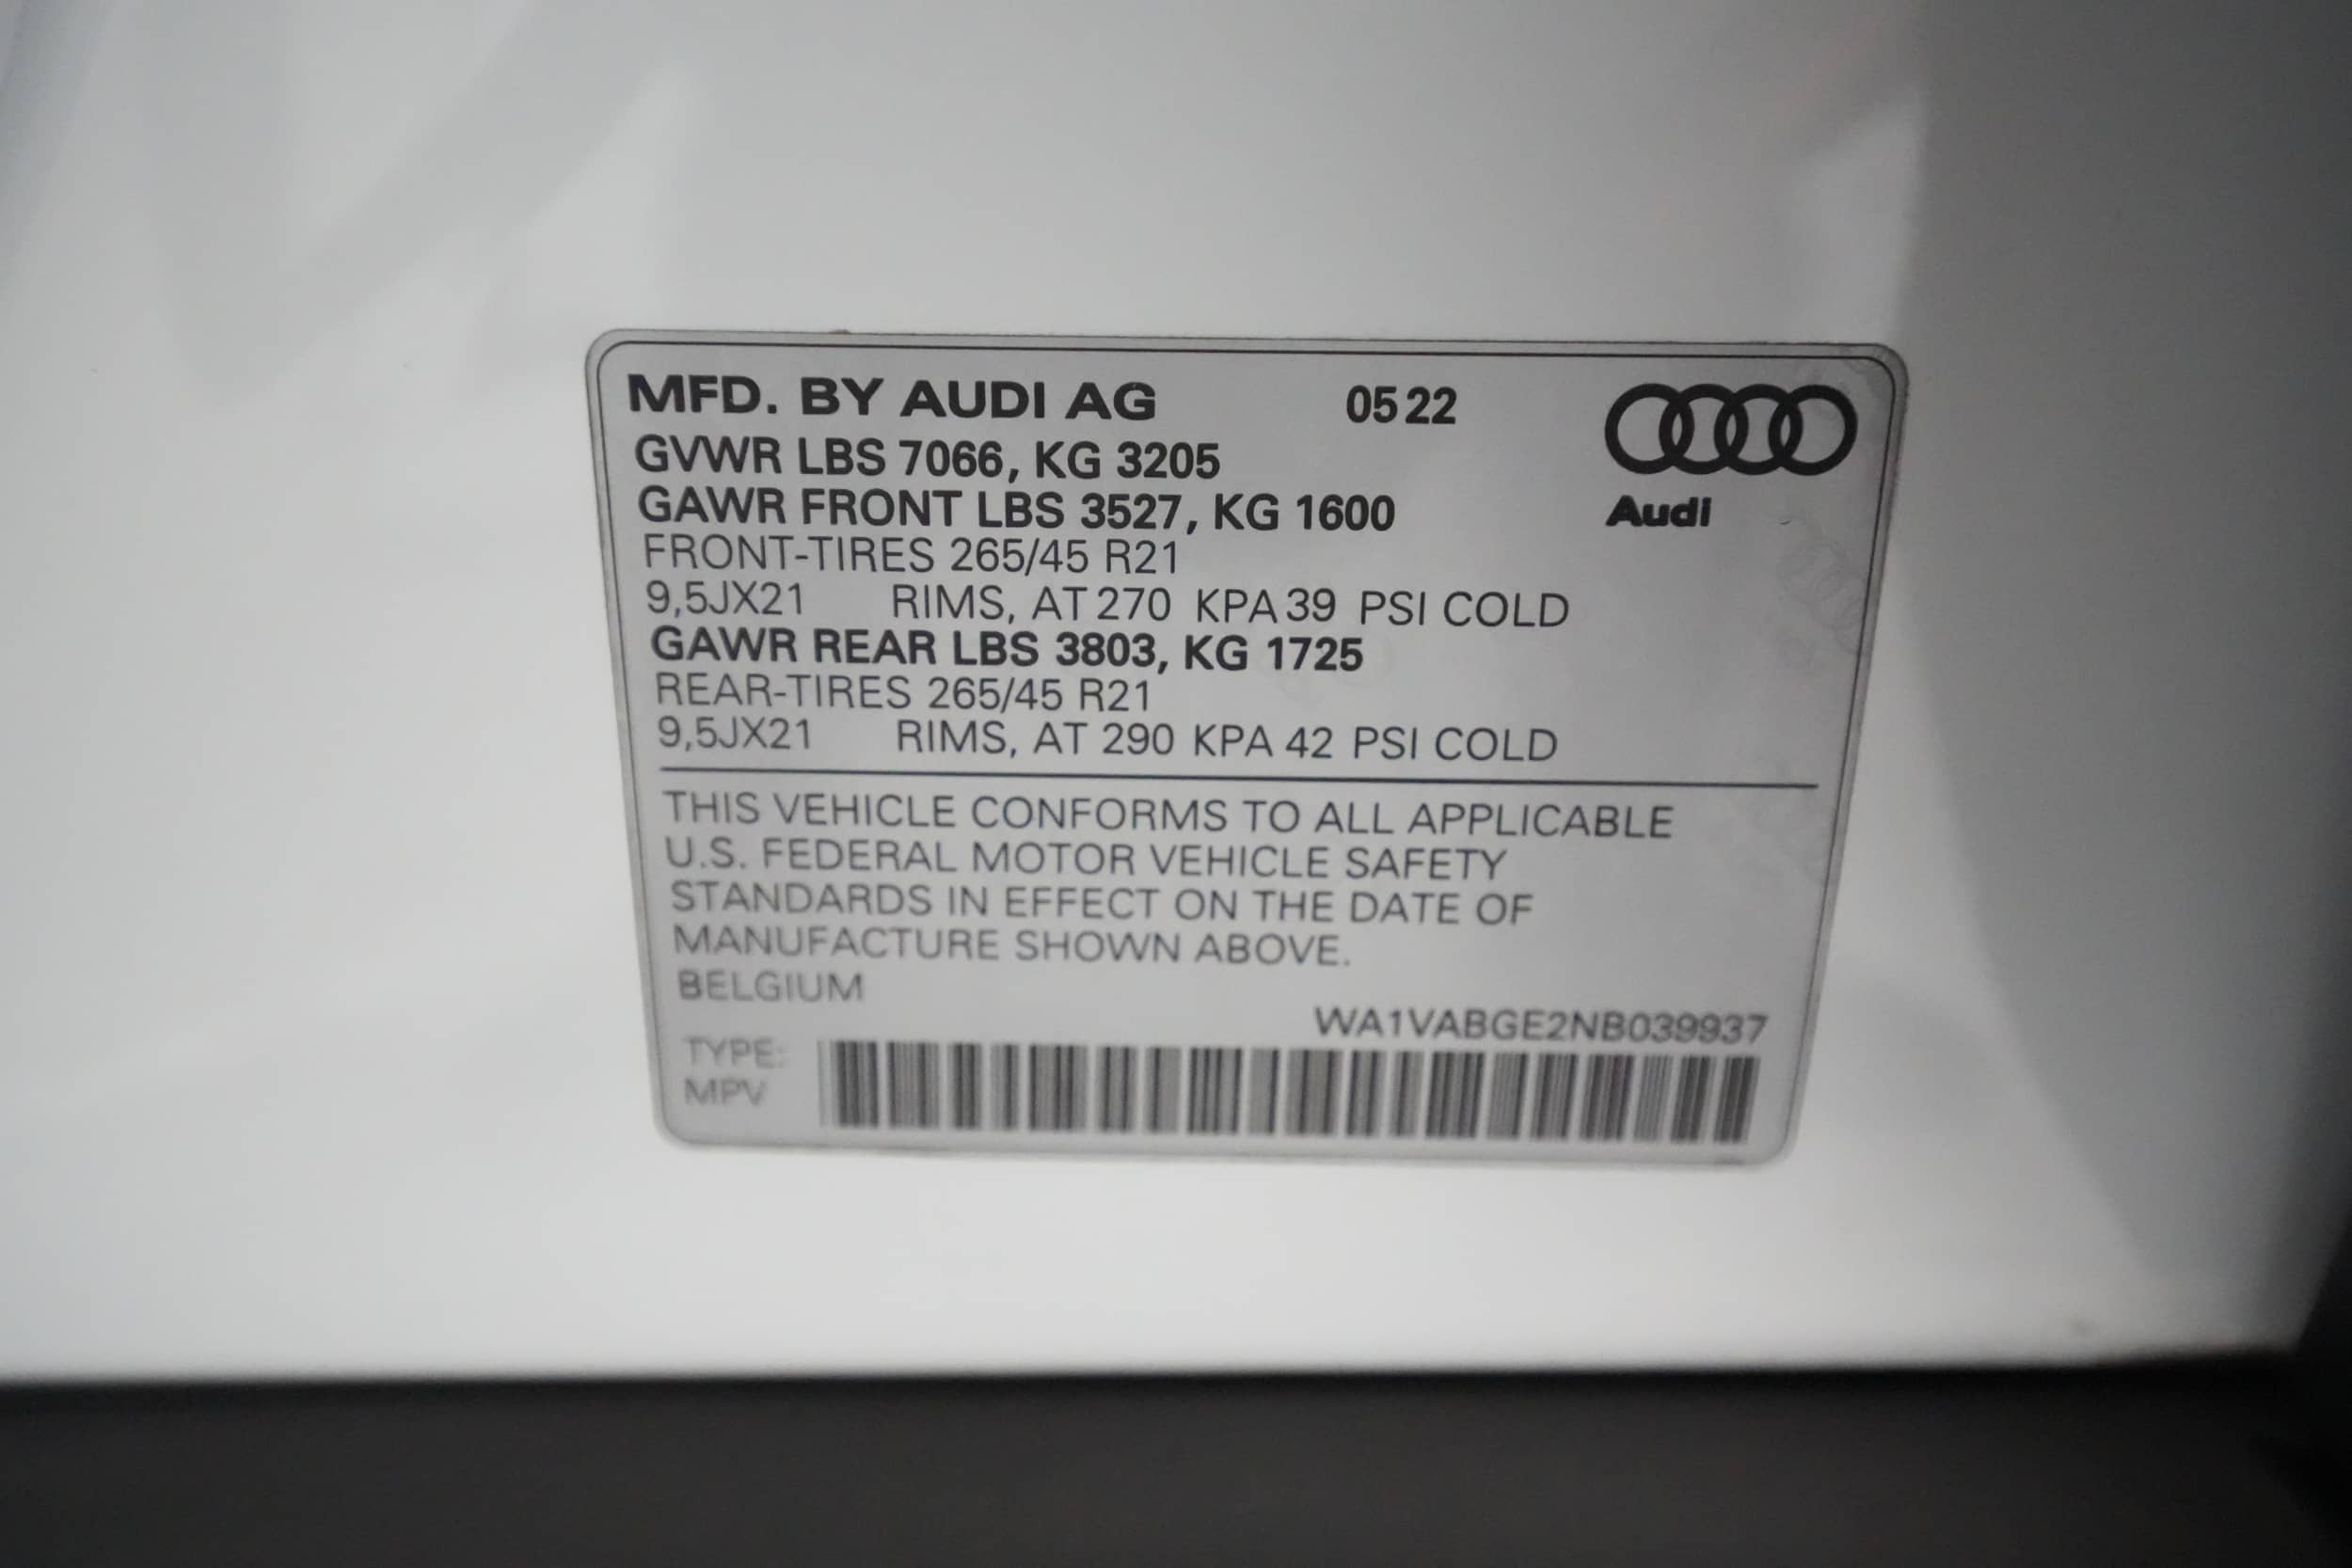 MFD. BY AUDI AG 05 22
GVWR LBS 7066, KG 3205
GAWR FRONT LBS 3527, KG 1600
Audi
FRONT-TIRES 265/45 R21
9,5JX21 RIMS, AT 270 KPA 39 PSI COLD
GAWR REAR LBS 3803, KG 1725
REAR-TIRES 265/45 R21
9,5JX21 RIMS, AT 290 KPA 42 PSI COLD
THIS VEHICLE CONFORMS TO ALL APPLICABLE
U.S. FEDERAL MOTOR VEHICLE SAFETY
STANDARDS IN EFFECT ON THE DATE OF
MANUFACTURE SHOWN ABOVE.
BELGIUM
WA1VABGE2NB039937
TYPE:
MPV